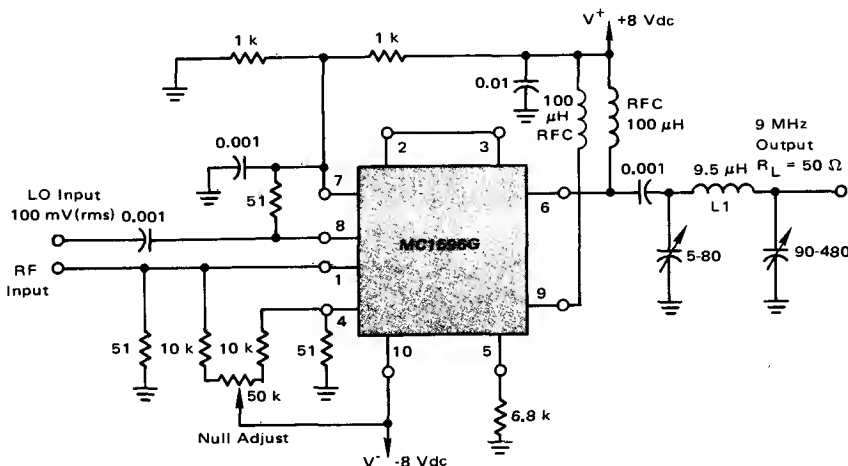 V+ +8 Vdc
1 k
1 k
0.01
100
μH
RFC
RFC
100 μH
9 MHz
Output
R_L = 50 Ω
0.001
2
3
0.001
9.5 μH
L1
7
6
51
LO Input
100 mV(rms)
0.001
8
MC1596G
5-80
90-480
RF
Input
1
9
4
10
5
51
10 k
10 k
51
50 k
6.8 k
Null Adjust
V- -8 Vdc